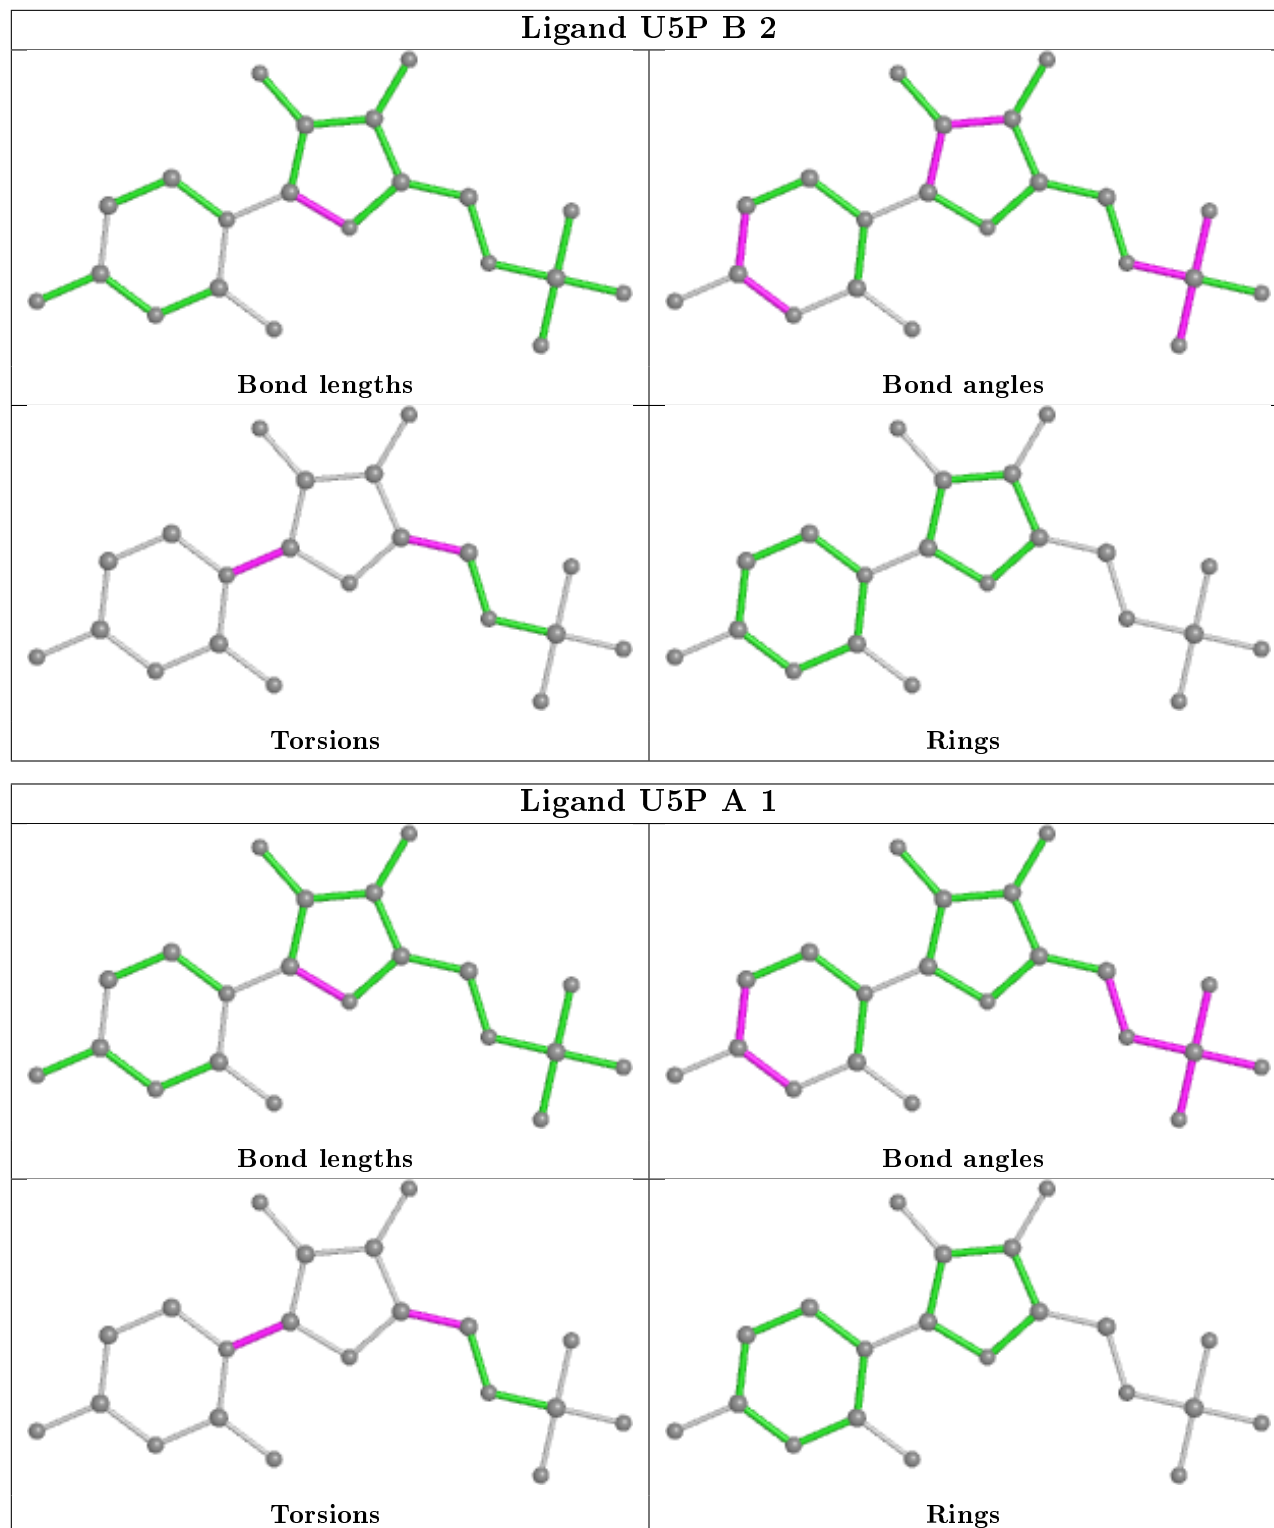 Ligand U5P B 2
Bond lengths
Bond angles
Torsions
Rings
Ligand U5P A 1
Bond lengths
Bond angles
Torsions
Rings